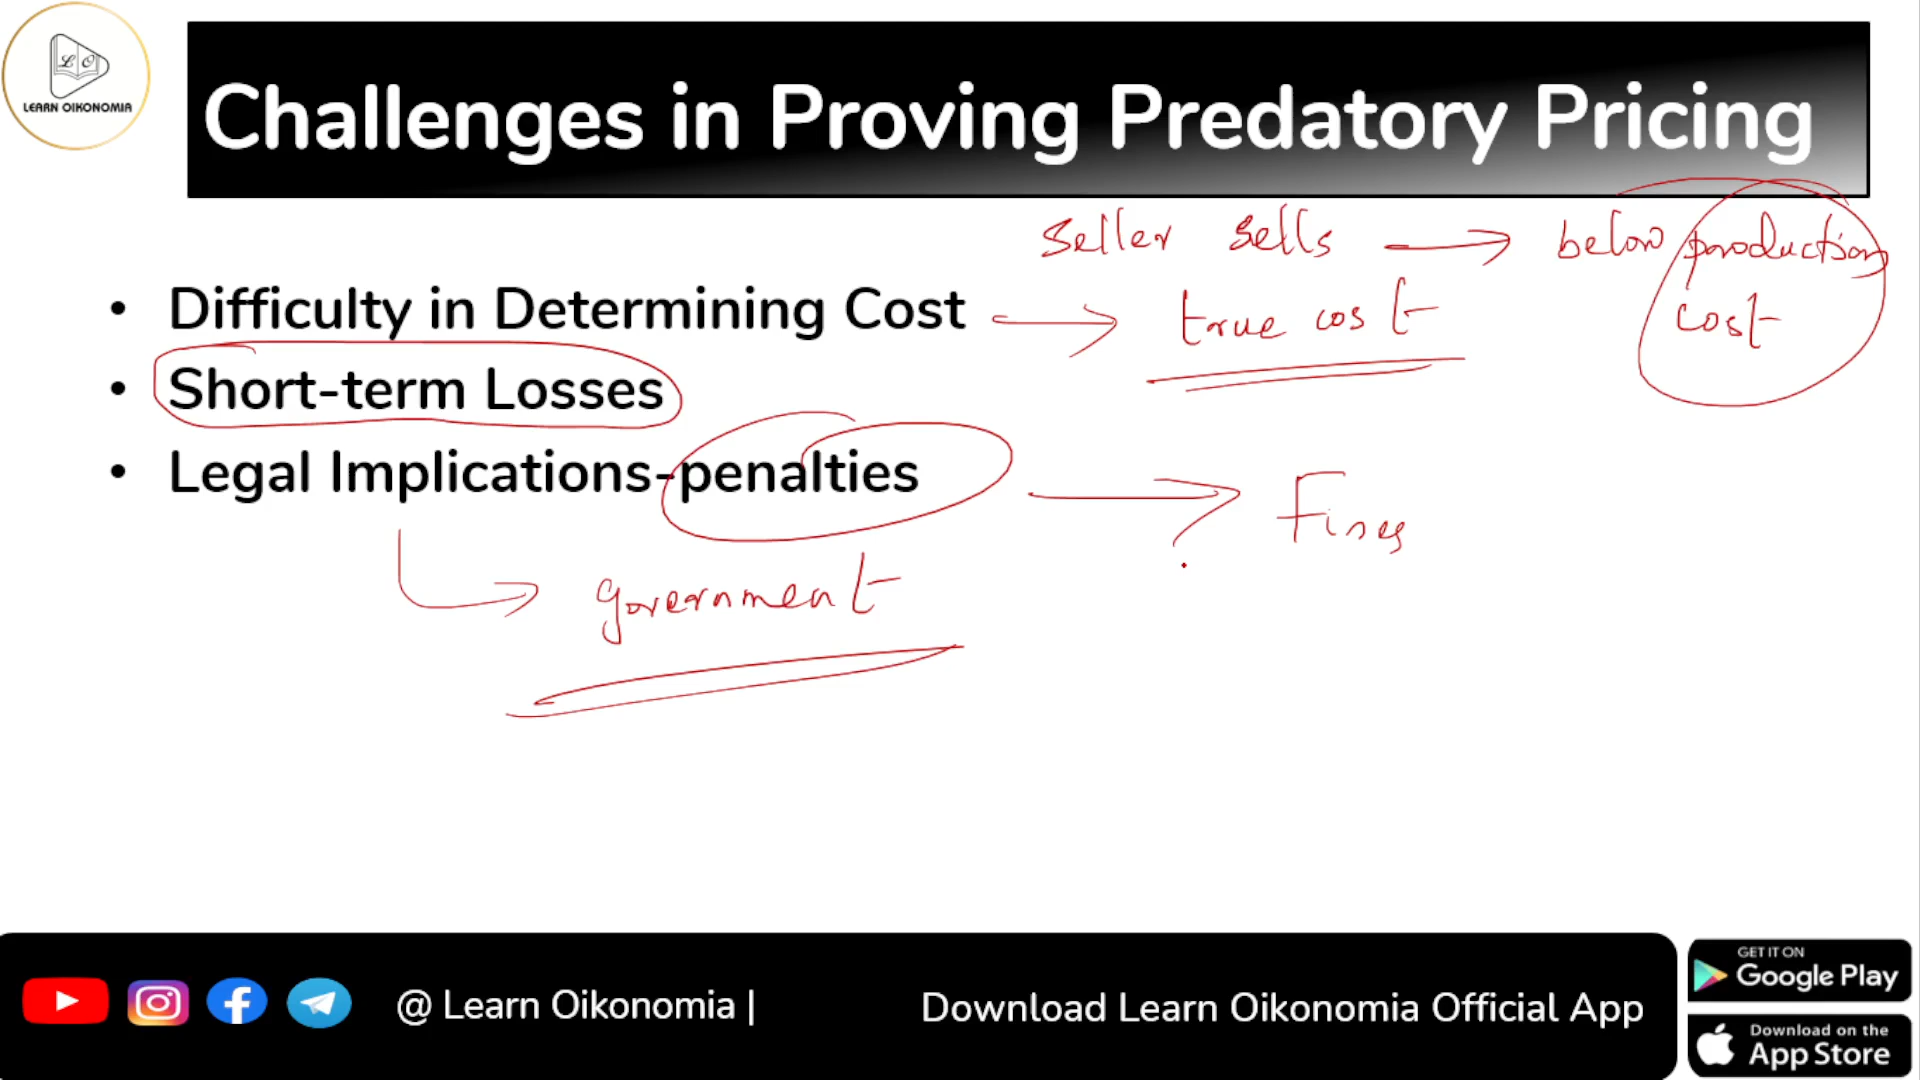 LO
LEARN OIKONOMIA
Challenges in Proving Predatory Pricing
seller sells → below production cost
• Difficulty in Determining Cost → true cost
• Short-term Losses
• Legal Implications-penalties → Fines
government
@ Learn Oikonomia |
Download Learn Oikonomia Official App
GET IT ON
Google Play
Download on the
App Store